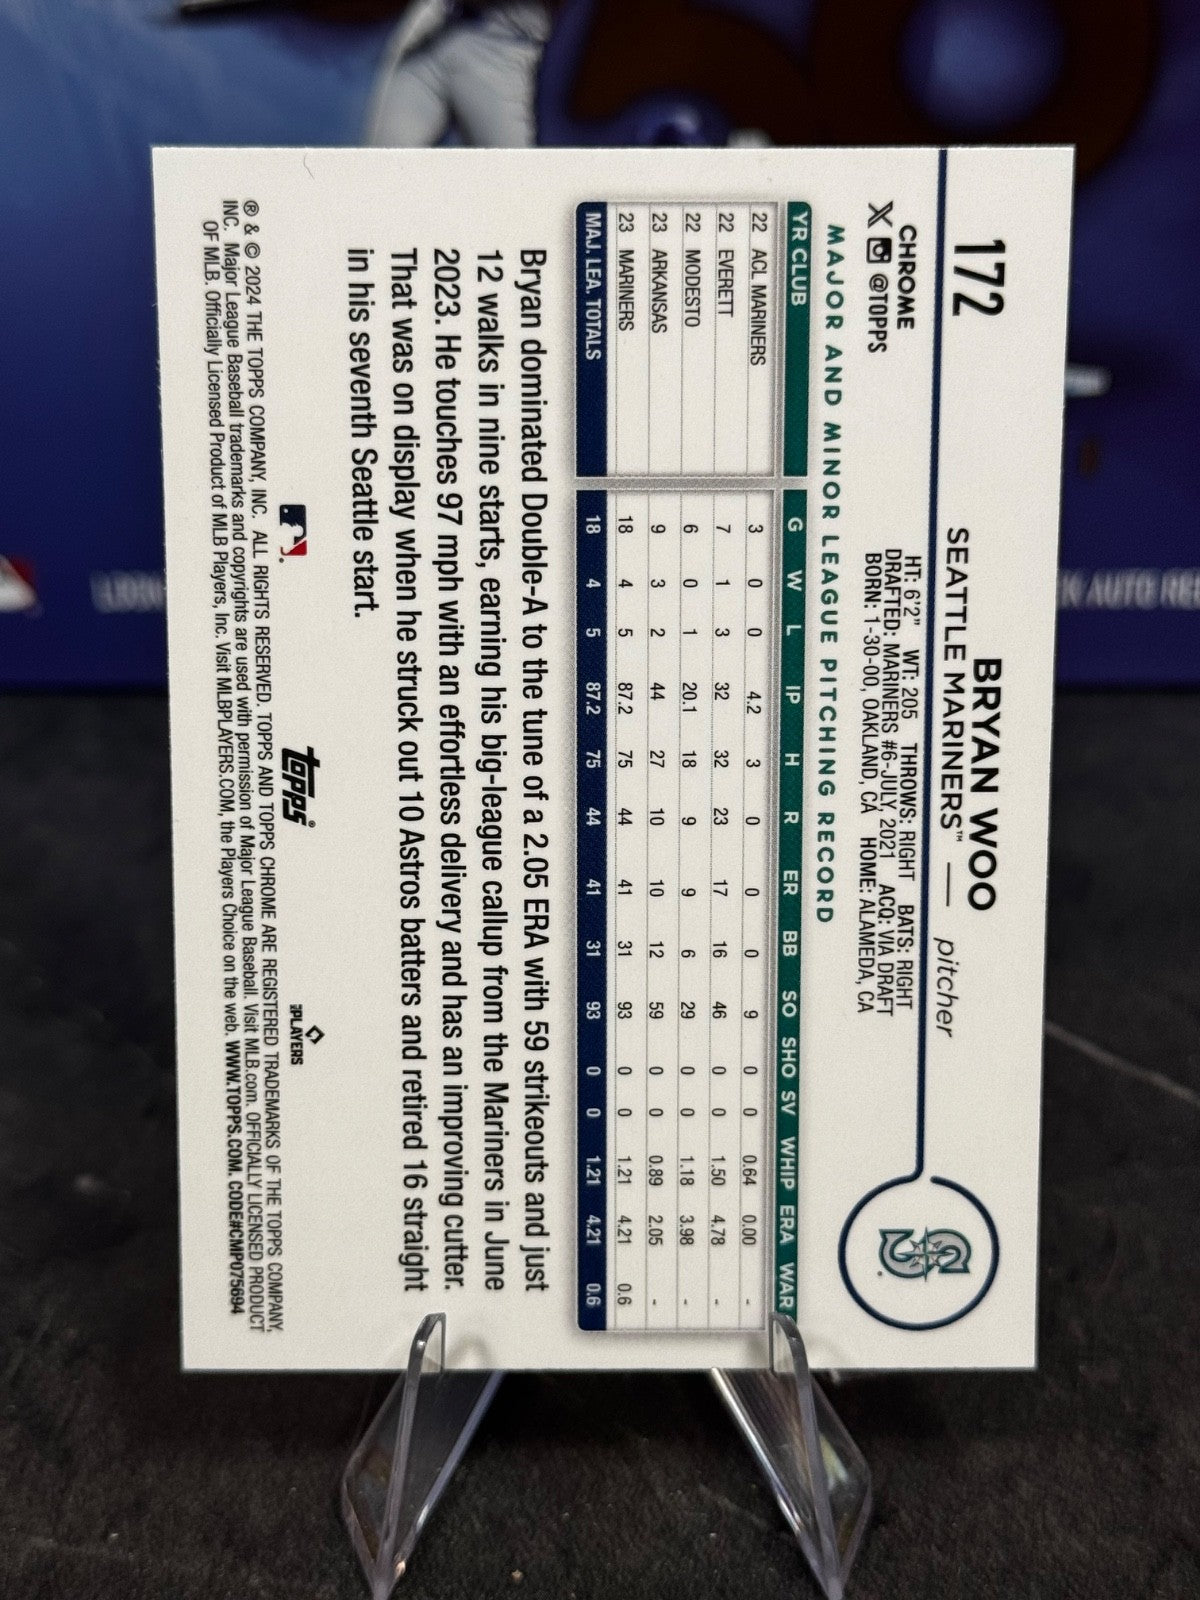 172
BRYAN WOO
SEATTLE MARINERS™ — pitcher
CHROME
@TOPPS
HT: 6'2" WT: 205 THROWS: RIGHT BATS: RIGHT
DRAFTED: MARINERS #6-JULY, 2021 ACQ: VIA DRAFT
BORN: 1-30-00, OAKLAND, CA HOME: ALAMEDA, CA
S
MAJOR AND MINOR LEAGUE PITCHING RECORD
YR CLUB G W L IP H R ER BB SO SHO SV WHIP ERA WAR
22 ACL MARINERS 3 0 0 4.2 3 0 0 0 9 0 0 0.64 0.00 -
22 EVERETT 7 1 3 32 32 23 17 16 46 0 0 1.50 4.78 -
22 MODESTO 6 0 1 20.1 18 9 9 6 29 0 0 1.18 3.98 -
23 ARKANSAS 9 3 2 44 27 10 10 12 59 0 0 0.89 2.05 -
23 MARINERS 18 4 5 87.2 75 44 41 31 93 0 0 1.21 4.21 0.6
MAJ. LEA. TOTALS 18 4 5 87.2 75 44 41 31 93 0 0 1.21 4.21 0.6
Bryan dominated Double-A to the tune of a 2.05 ERA with 59 strikeouts and just
12 walks in nine starts, earning his big-league callup from the Mariners in June
2023. He touches 97 mph with an effortless delivery and has an improving cutter.
That was on display when he struck out 10 Astros batters and retired 16 straight
in his seventh Seattle start.
topps®
PLAYERS
® & © 2024 THE TOPPS COMPANY, INC. ALL RIGHTS RESERVED. TOPPS AND TOPPS CHROME ARE REGISTERED TRADEMARKS OF THE TOPPS COMPANY,
INC. Major League Baseball trademarks and copyrights are used with permission of Major League Baseball. Visit MLB.com. OFFICIALLY LICENSED PRODUCT
OF MLB. Officially Licensed Product of MLB Players, Inc. Visit MLBPLAYERS.COM, the Players Choice on the web. WWW.TOPPS.COM. CODE#CMP075694
AUTO